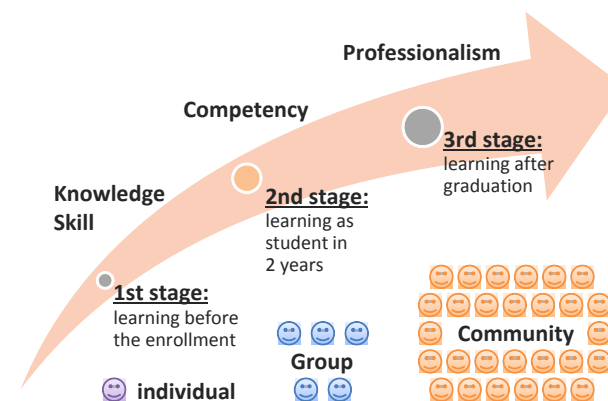 Professionalism
Competency
Knowledge
Skill
3rd stage:
learning after
graduation
2nd stage:
learning as
student in
2 years
1st stage:
learning before
the enrollment
Community
Group
individual